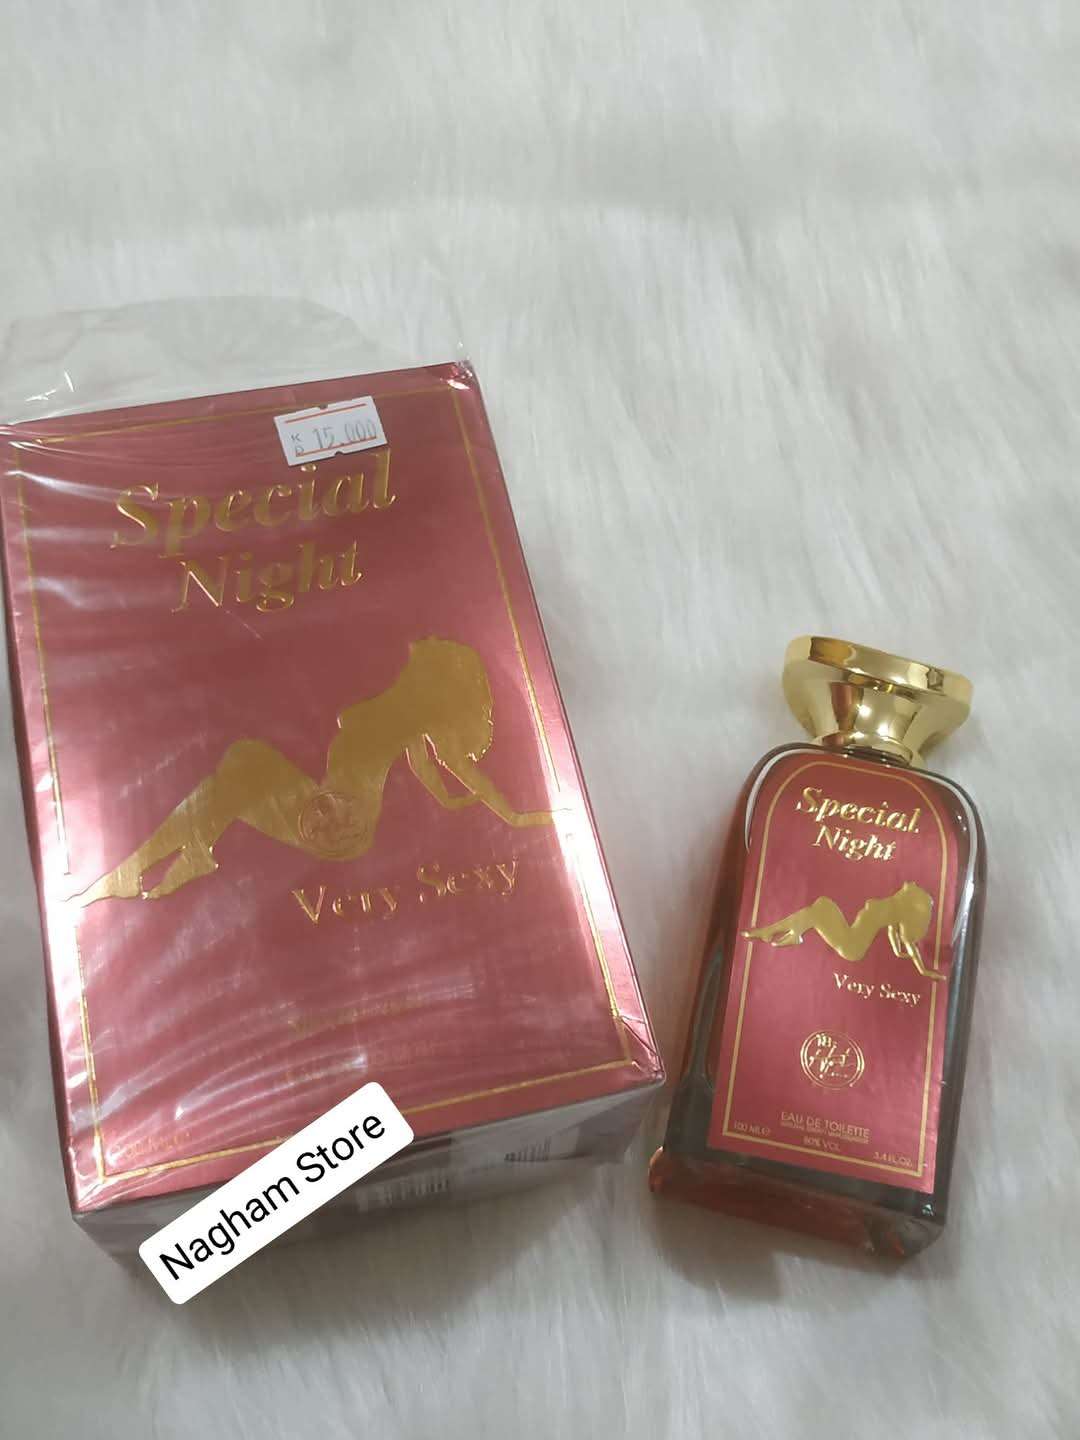 KD 15.000
Special
Night
Very Sexy
Nagham Store
Special
Night
Very Sexy
EAU DE TOILETTE
100 ML e
80% VOL
3.4 FL.OZ.